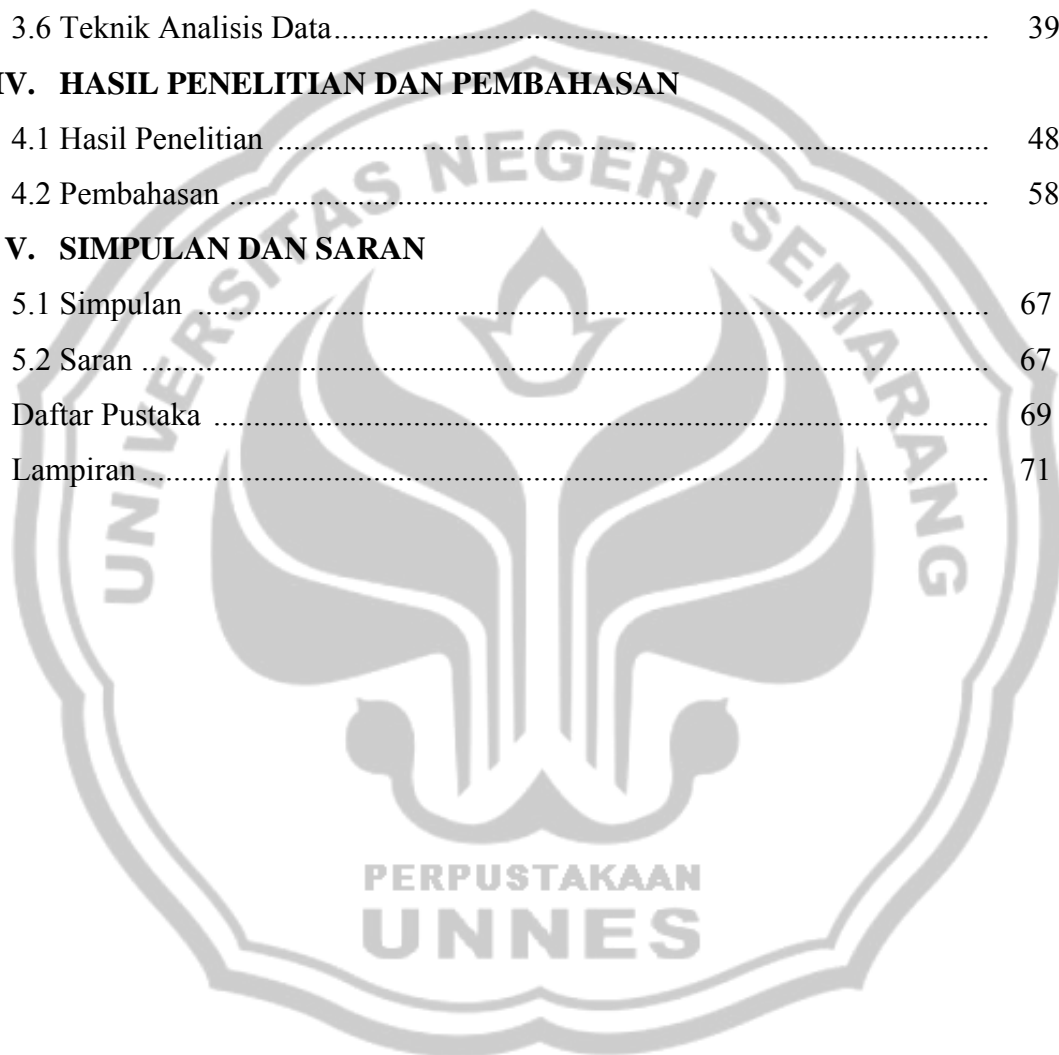 3.6 Teknik Analisis Data........................................................................................ 39
IV. HASIL PENELITIAN DAN PEMBAHASAN
4.1 Hasil Penelitian ................................................................................................ 48
4.2 Pembahasan ...................................................................................................... 58
V. SIMPULAN DAN SARAN
5.1 Simpulan .......................................................................................................... 67
5.2 Saran ................................................................................................................. 67
Daftar Pustaka ........................................................................................................ 69
Lampiran ................................................................................................................. 71
UNIVERSITAS NEGERI SEMARANG
PERPUSTAKAAN
UNNES